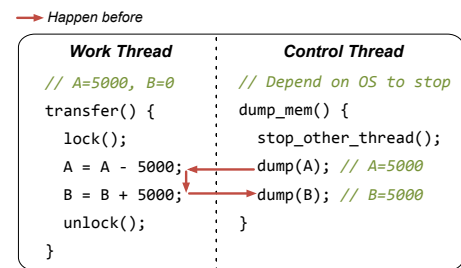 Happen before
Work Thread
// A=5000, B=0
transfer() {
lock();
A = A - 5000;
B = B + 5000;
unlock();
}
Control Thread
// Depend on OS to stop
dump_mem() {
stop_other_thread();
dump(A); // A=5000
dump(B); // B=5000
}